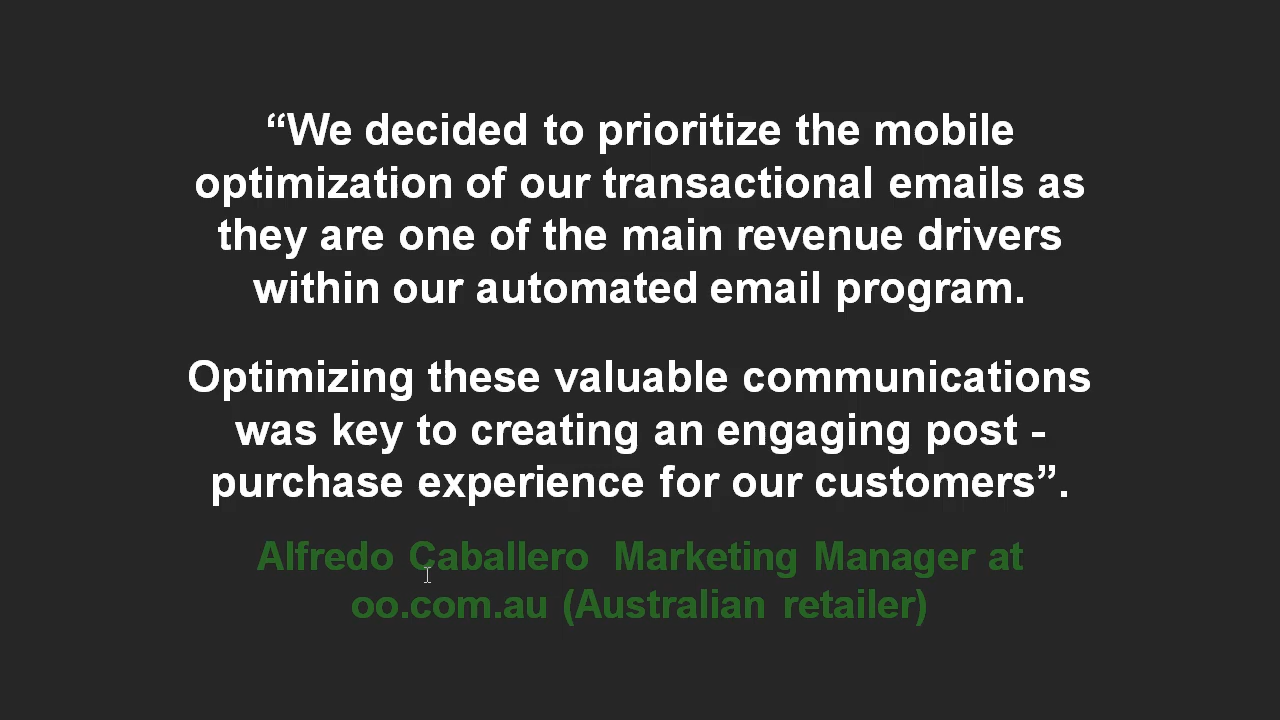 “We decided to prioritize the mobile
optimization of our transactional emails as
they are one of the main revenue drivers
within our automated email program.
Optimizing these valuable communications
was key to creating an engaging post -
purchase experience for our customers”.
Alfredo Caballero  Marketing Manager at
oo.com.au (Australian retailer)